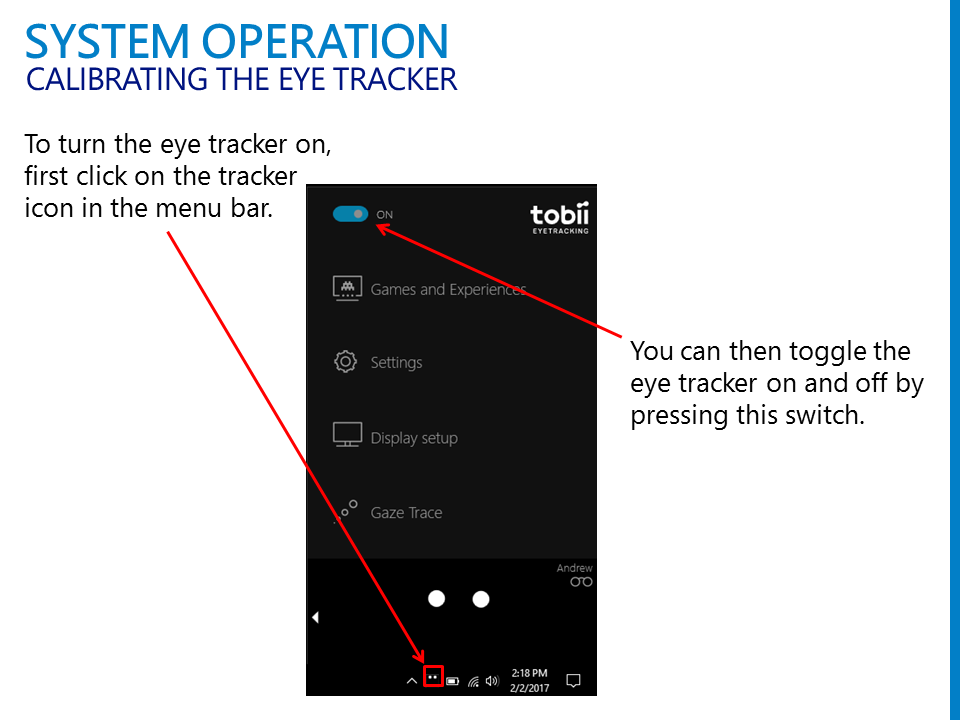 SYSTEM OPERATION
CALIBRATING THE EYE TRACKER
To turn the eye tracker on,
first click on the tracker
icon in the menu bar.
ON
tobii
EYETRACKING
Games and Experiences
Settings
Display setup
Gaze Trace
Andrew
2:18 PM
2/2/2017
You can then toggle the
eye tracker on and off by
pressing this switch.